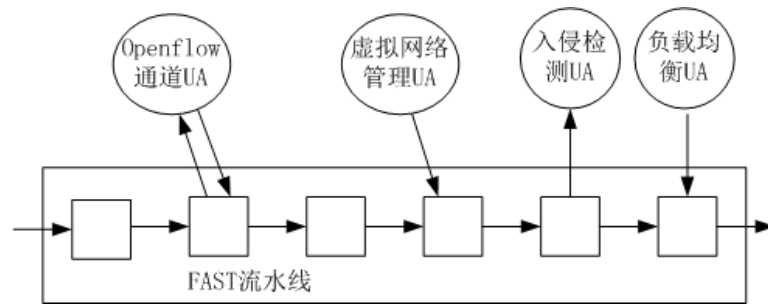 Openflow
通道UA
虚拟网络
管理UA
入侵检
测UA
负载均
衡UA
FAST流水线